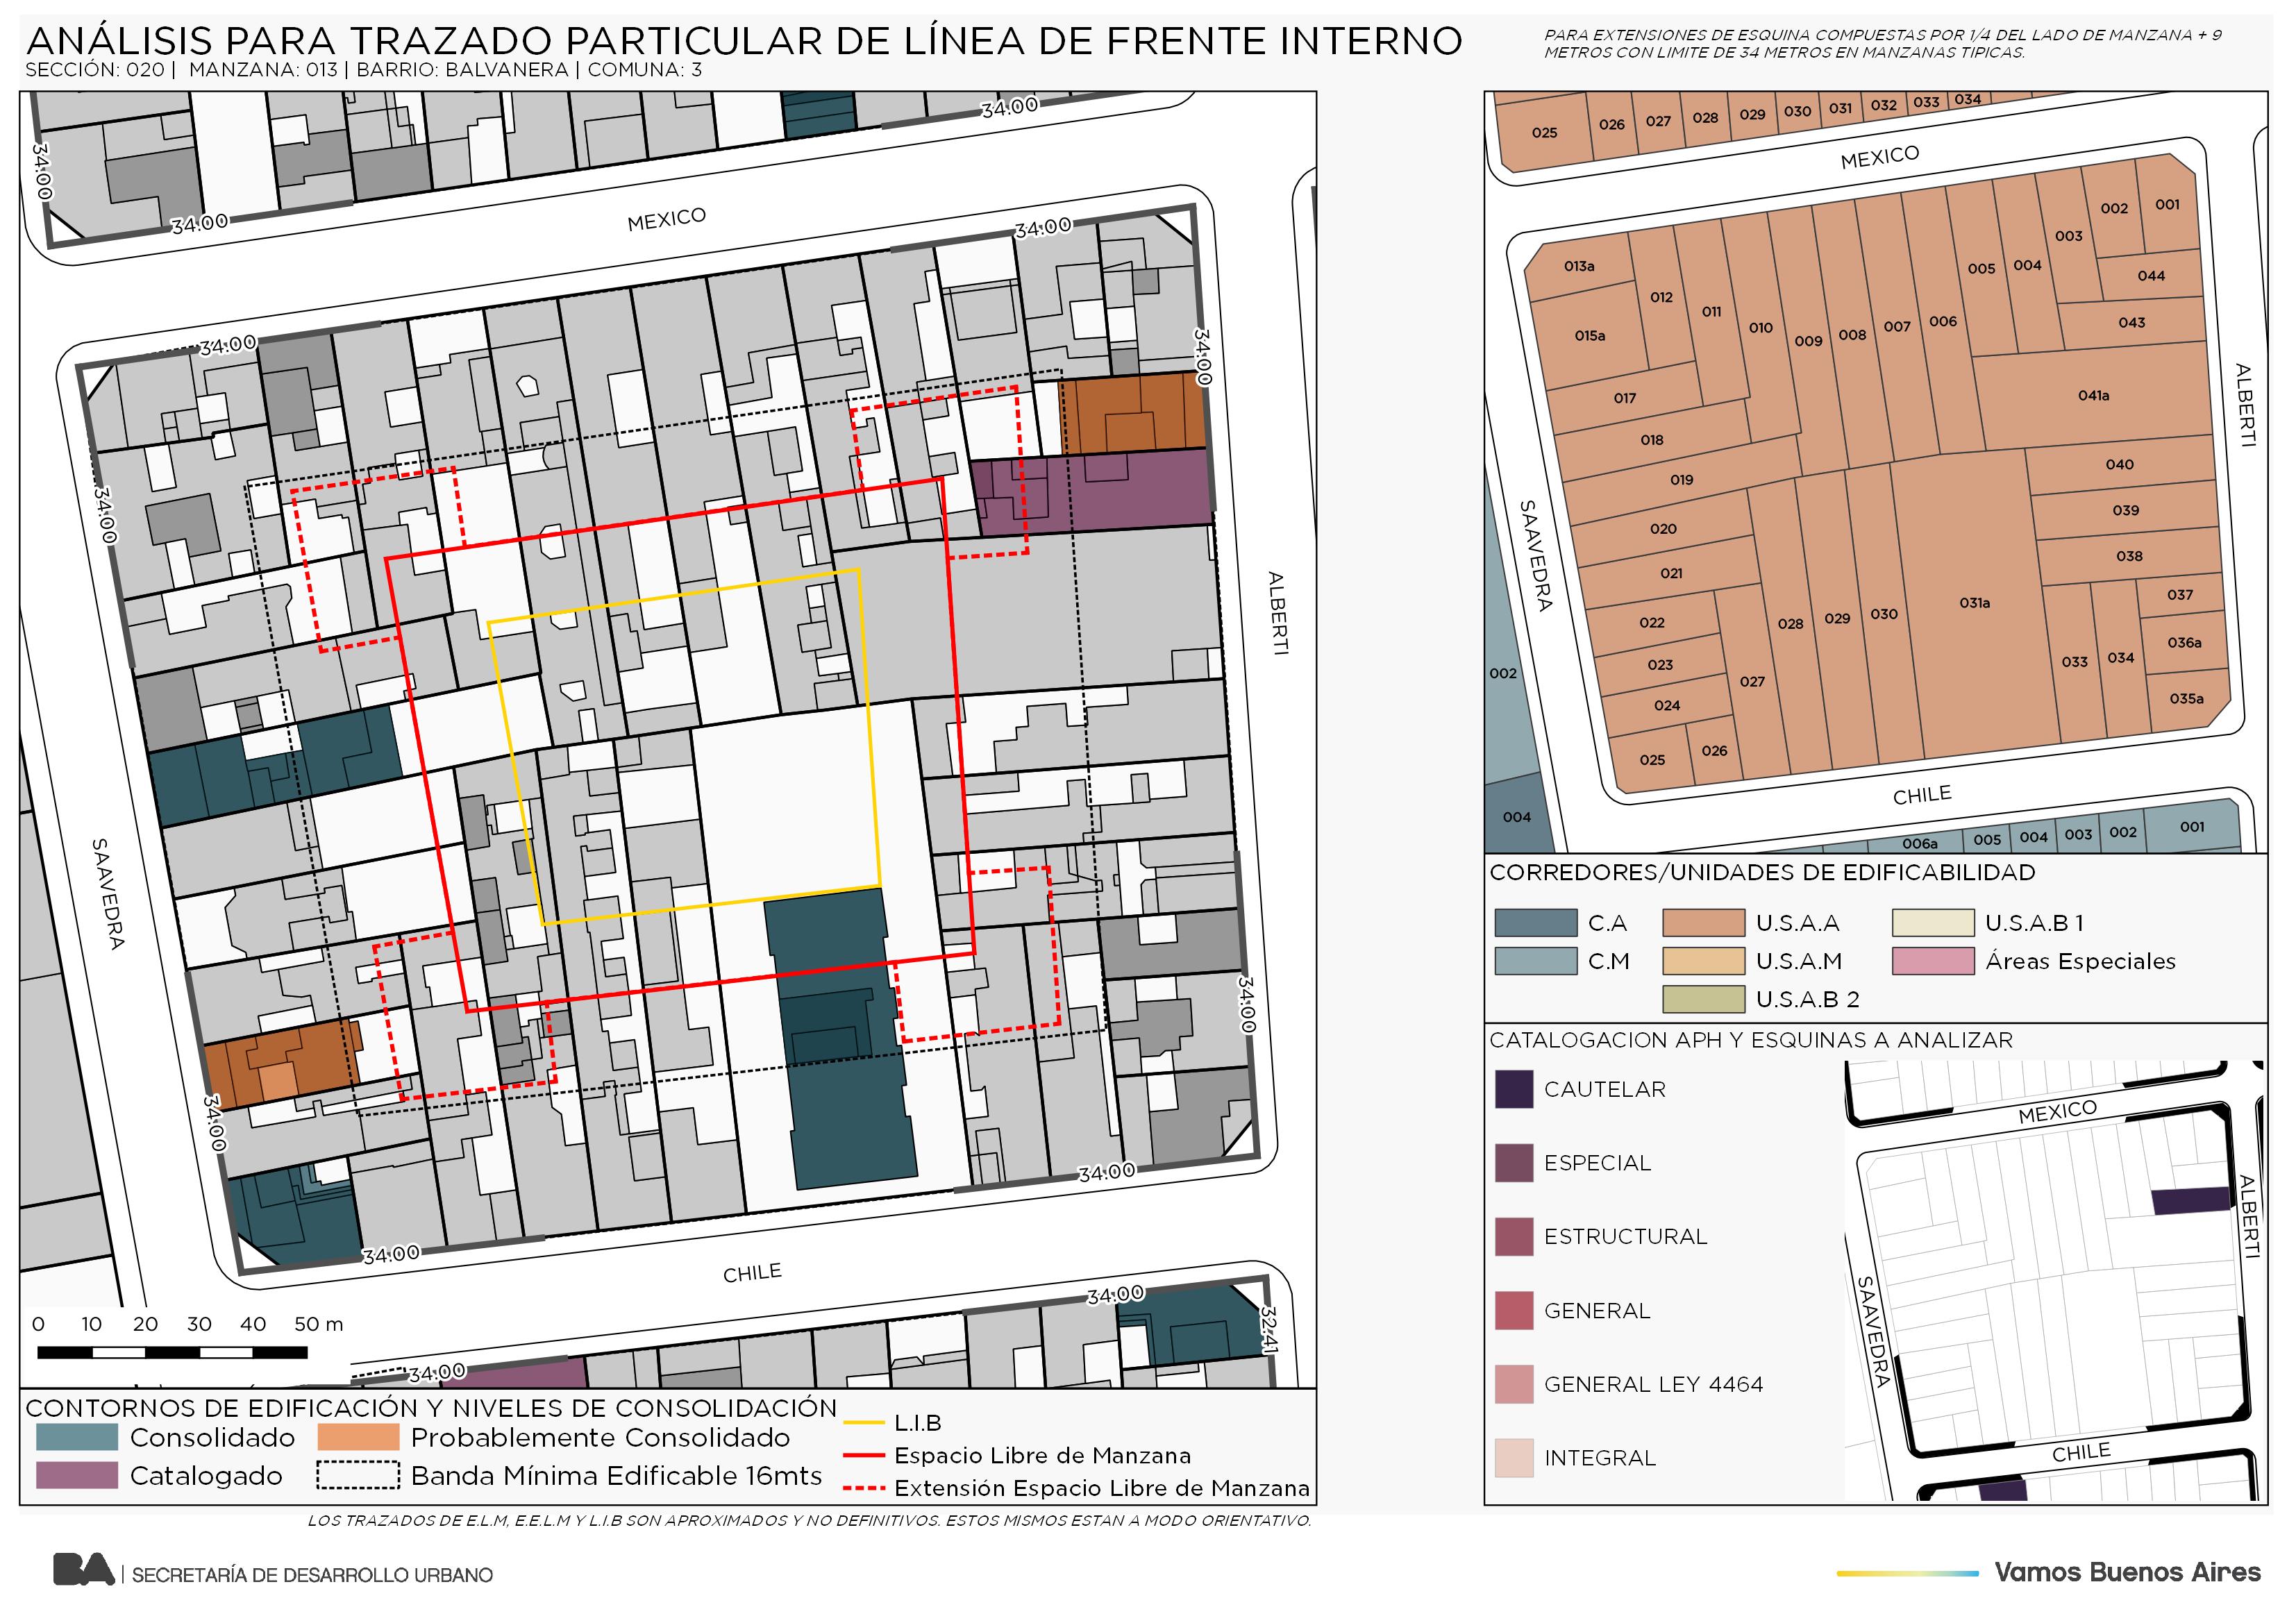 ANÁLISIS PARA TRAZADO PARTICULAR DE LÍNEA DE FRENTE INTERNO
SECCIÓN: 020 | MANZANA: 013 | BARRIO: BALVANERA | COMUNA: 3
PARA EXTENSIONES DE ESQUINA COMPUESTAS POR 1/4 DEL LADO DE MANZANA + 9
METROS CON LIMITE DE 34 METROS EN MANZANAS TIPICAS.
34.00
34.00
34.00
MEXICO
34.00
34.00
34.00
34.00
ALBERTI
SAAVEDRA
34.00
34.00
34.00
34.00
CHILE
34.00
32.41
34.00
0 10 20 30 40 50 m
CONTORNOS DE EDIFICACIÓN Y NIVELES DE CONSOLIDACIÓN
Consolidado
Probablemente Consolidado
Catalogado
Banda Mínima Edificable 16mts
L.I.B
Espacio Libre de Manzana
Extensión Espacio Libre de Manzana
LOS TRAZADOS DE E.L.M, E.E.L.M Y L.I.B SON APROXIMADOS Y NO DEFINITIVOS. ESTOS MISMOS ESTAN A MODO ORIENTATIVO.
025 026 027 028 029 030 031 032 033 034
MEXICO
013a 012 011 010 009 008 007 006 005 004 003 002 001
044
043
015a
041a
017
018
019
040
020
039
021
038
022
037
023
036a
024
035a
025 026 027 028 029 030 031a 033 034
SAAVEDRA
ALBERTI
CHILE
002
004
006a 005 004 003 002 001
CORREDORES/UNIDADES DE EDIFICABILIDAD
C.A
U.S.A.A
U.S.A.B 1
C.M
U.S.A.M
Áreas Especiales
U.S.A.B 2
CATALOGACION APH Y ESQUINAS A ANALIZAR
CAUTELAR
ESPECIAL
ESTRUCTURAL
GENERAL
GENERAL LEY 4464
INTEGRAL
MEXICO
ALBERTI
SAAVEDRA
CHILE
BA | SECRETARÍA DE DESARROLLO URBANO
Vamos Buenos Aires